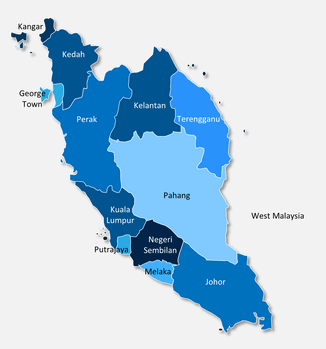 Kangar
Kedah
George
Town
Kelantan
Terengganu
Perak
Pahang
Kuala
Lumpur
West Malaysia
Negeri
Sembilan
Putrajaya
Melaka
Johor